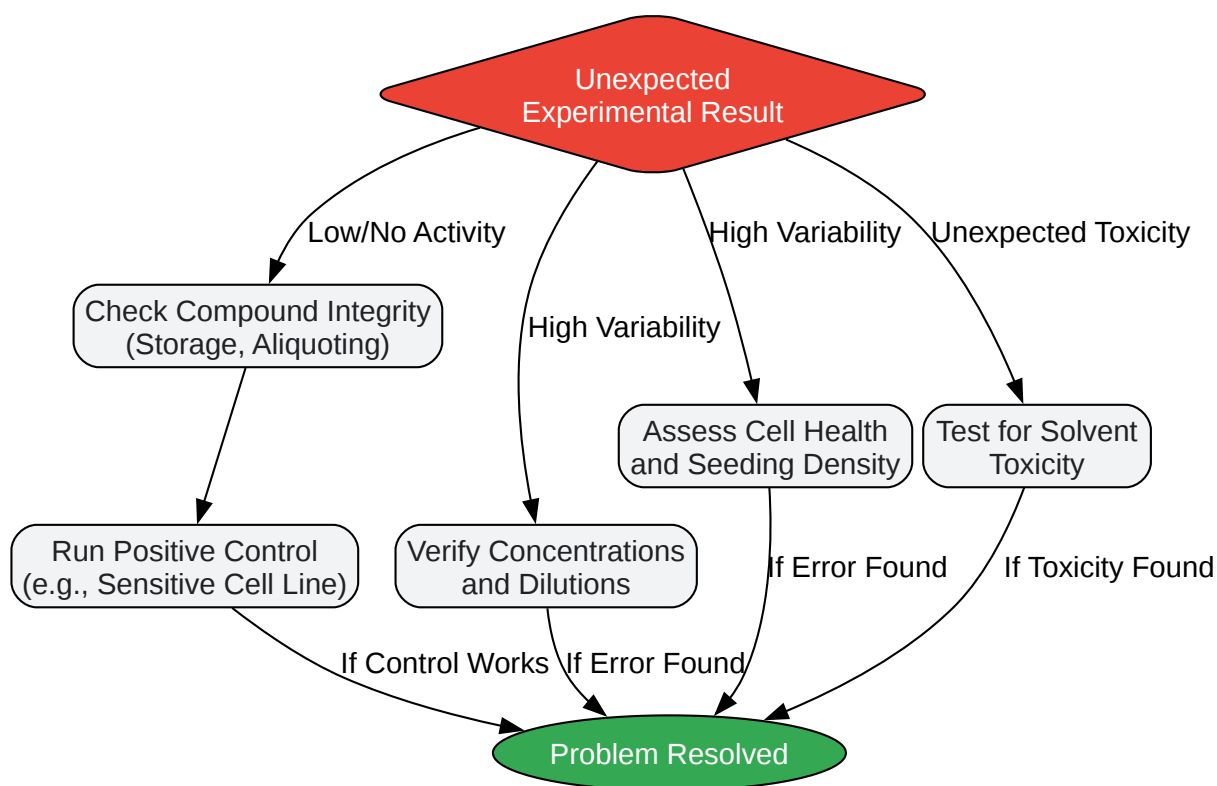 Unexpected
Experimental Result
Low/No Activity
High Variability
Unexpected Toxicity
Check Compound Integrity
(Storage, Aliquoting)
High Variability
Assess Cell Health
and Seeding Density
Test for Solvent
Toxicity
Run Positive Control
(e.g., Sensitive Cell Line)
Verify Concentrations
and Dilutions
If Error Found
If Toxicity Found
If Control Works
If Error Found
Problem Resolved